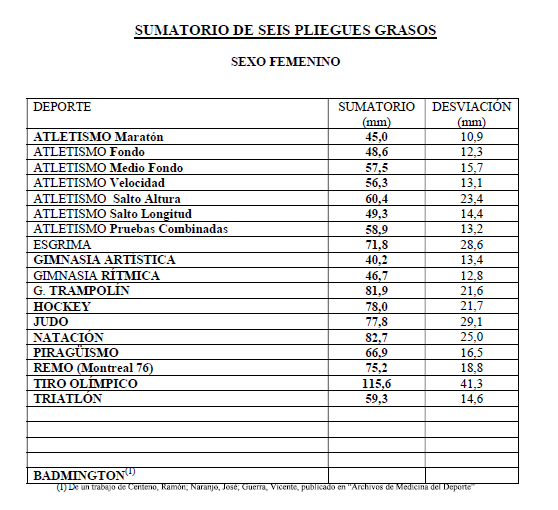 SUMATORIO DE SEIS PLIEGUES GRASOS
SEXO FEMENINO
DEPORTE SUMATORIO (mm) DESVIACIÓN (mm)
ATLETISMO Maratón 45,0 10,9
ATLETISMO Fondo 48,6 12,3
ATLETISMO Medio Fondo 57,5 15,7
ATLETISMO Velocidad 56,3 13,1
ATLETISMO Salto Altura 60,4 23,4
ATLETISMO Salto Longitud 49,3 14,4
ATLETISMO Pruebas Combinadas 58,9 13,2
ESGRIMA 71,8 28,6
GIMNASIA ARTÍSTICA 40,2 13,4
GIMNASIA RÍTMICA 46,7 12,8
G. TRAMPOLÍN 81,9 21,6
HOCKEY 78,0 21,7
JUDO 77,8 29,1
NATACIÓN 82,7 25,0
PIRAGÜISMO 66,9 16,5
REMO (Montreal 76) 75,2 18,8
TIRO OLÍMPICO 115,6 41,3
TRIATLÓN 59,3 14,6
BADMINGTON(1)
(1) De un trabajo de Centeno, Ramón; Naranjo, José; Guerra, Vicente, publicado en "Archivos de Medicina del Deporte"